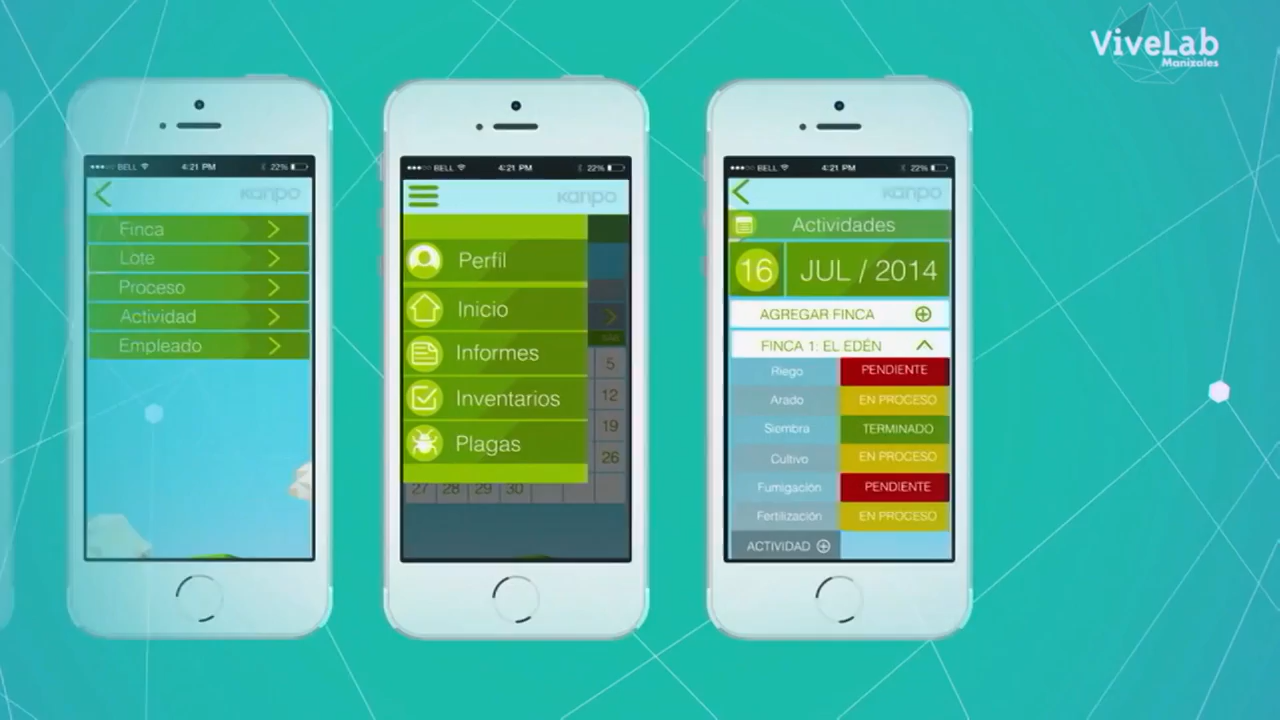 ViveLab
Manizales
BELL 4:21 PM 22%
kanpo
Finca
Lote
Proceso
Actividad
Empleado
BELL 4:21 PM 22%
kanpo
Perfil
Inicio
Informes
Inventarios
Plagas
5
12
19
26
27 28 29 30
BELL 4:21 PM 22%
kanpo
Actividades
16 JUL / 2014
AGREGAR FINCA
FINCA 1: EL EDÉN
Riego PENDIENTE
Arado EN PROCESO
Siembra TERMINADO
Cultivo EN PROCESO
Fumigación PENDIENTE
Fertilización EN PROCESO
ACTIVIDAD